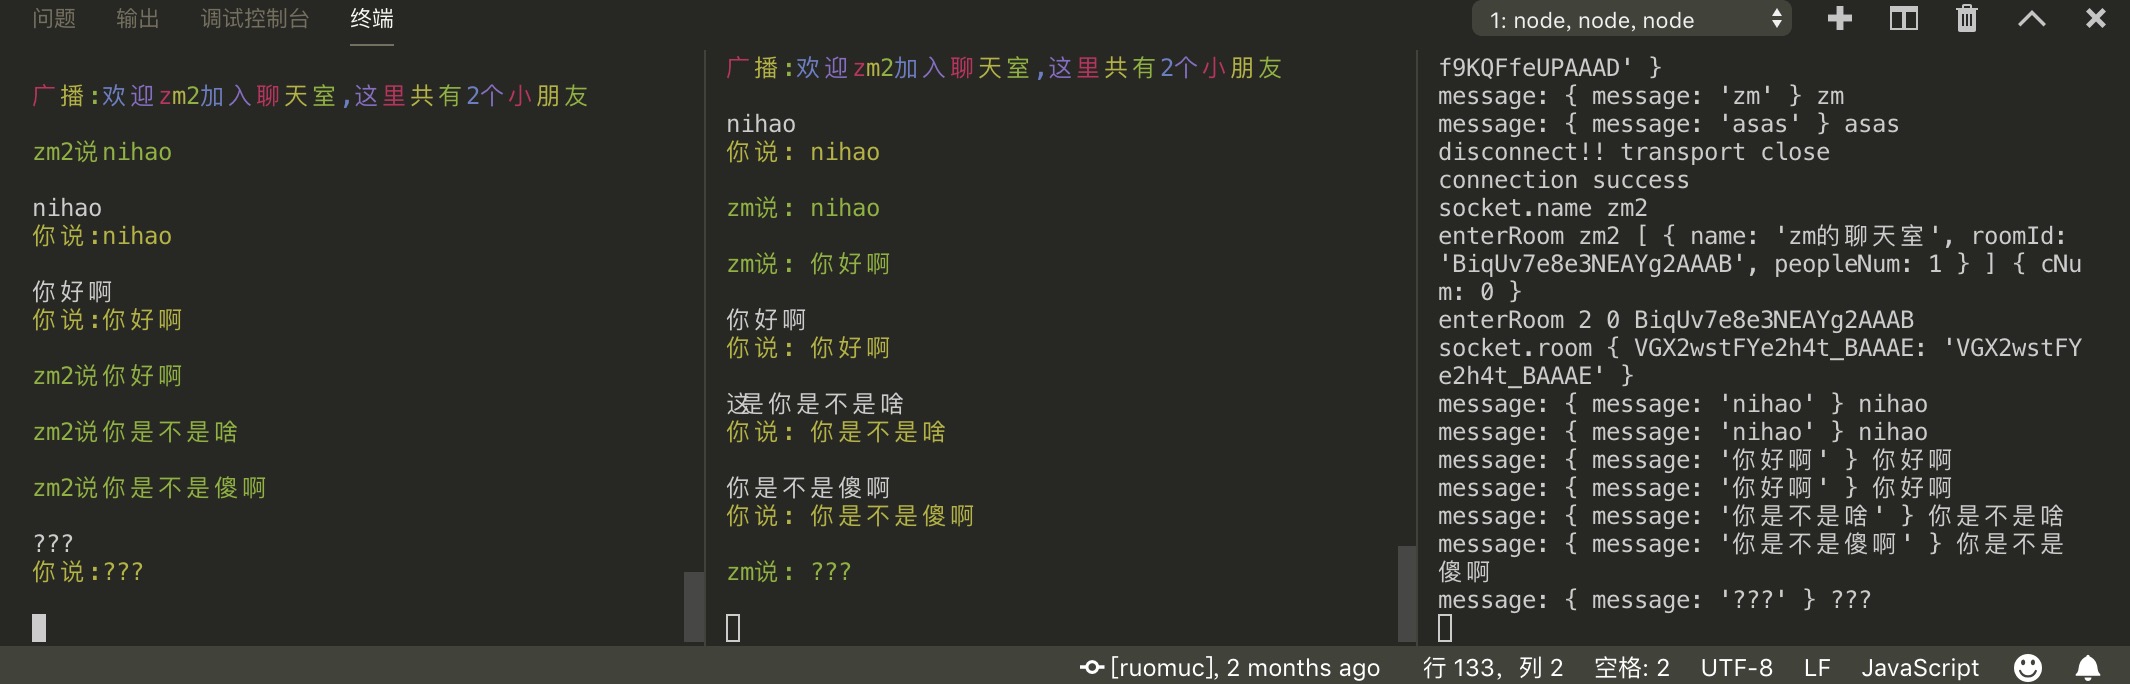 问题 输出 调试控制台 终端 1: node, node, node
广播:欢迎zm2加入聊天室,这里共有2个小朋友
zm2说nihao
nihao
你说:nihao
你好啊
你说:你好啊
zm2说你好啊
zm2说你是不是啥
zm2说你是不是傻啊
???
你说:???
广播:欢迎zm2加入聊天室,这里共有2个小朋友
nihao
你说: nihao
zm说: nihao
zm说: 你好啊
你好啊
你说: 你好啊
这是你是不是啥
你说: 你是不是啥
你是不是傻啊
你说: 你是不是傻啊
zm说: ???
f9KQFfeUPAAAD' }
message: { message: 'zm' } zm
message: { message: 'asas' } asas
disconnect!! transport close
connection success
socket.name zm2
enterRoom zm2 [ { name: 'zm的聊天室', roomId:
'BiqUv7e8e3NEAYg2AAAB', peopleNum: 1 } ] { cNu
m: 0 }
enterRoom 2 0 BiqUv7e8e3NEAYg2AAAB
socket.room { VGX2wstFYe2h4t_BAAAE: 'VGX2wstFY
e2h4t_BAAAE' }
message: { message: 'nihao' } nihao
message: { message: 'nihao' } nihao
message: { message: '你好啊' } 你好啊
message: { message: '你好啊' } 你好啊
message: { message: '你是不是啥' } 你是不是啥
message: { message: '你是不是傻啊' } 你是不是
傻啊
message: { message: '???' } ???
[ruomuc], 2 months ago 行 133，列 2 空格: 2 UTF-8 LF JavaScript